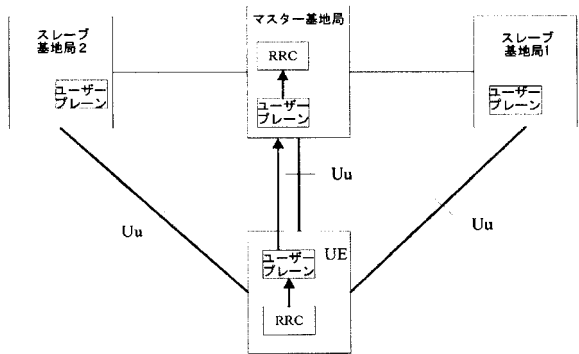 スレーブ
基地局2
ユーザー
プレーン
マスター基地局
RRC
ユーザー
プレーン
スレーブ
基地局1
ユーザー
プレーン
Uu
Uu
Uu
UE
ユーザー
プレーン
RRC